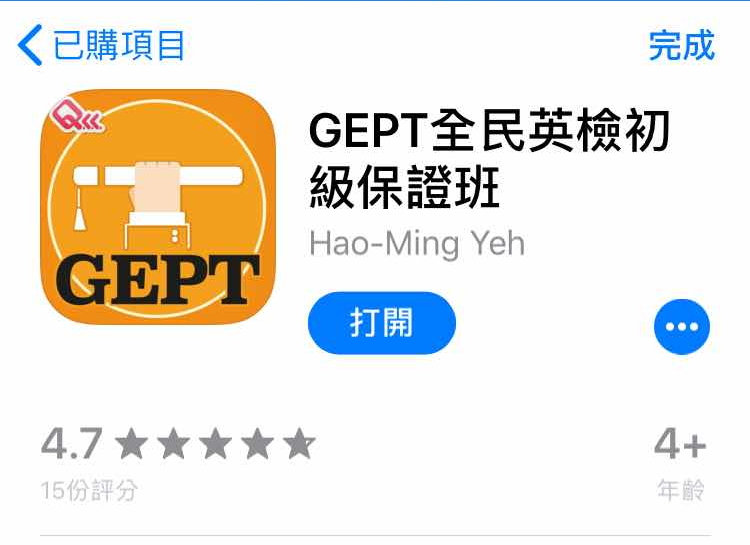 已購項目
完成
GEPT全民英檢初
級保證班
Hao-Ming Yeh
打開
GEPT
4.7
4+
15份評分
年齡